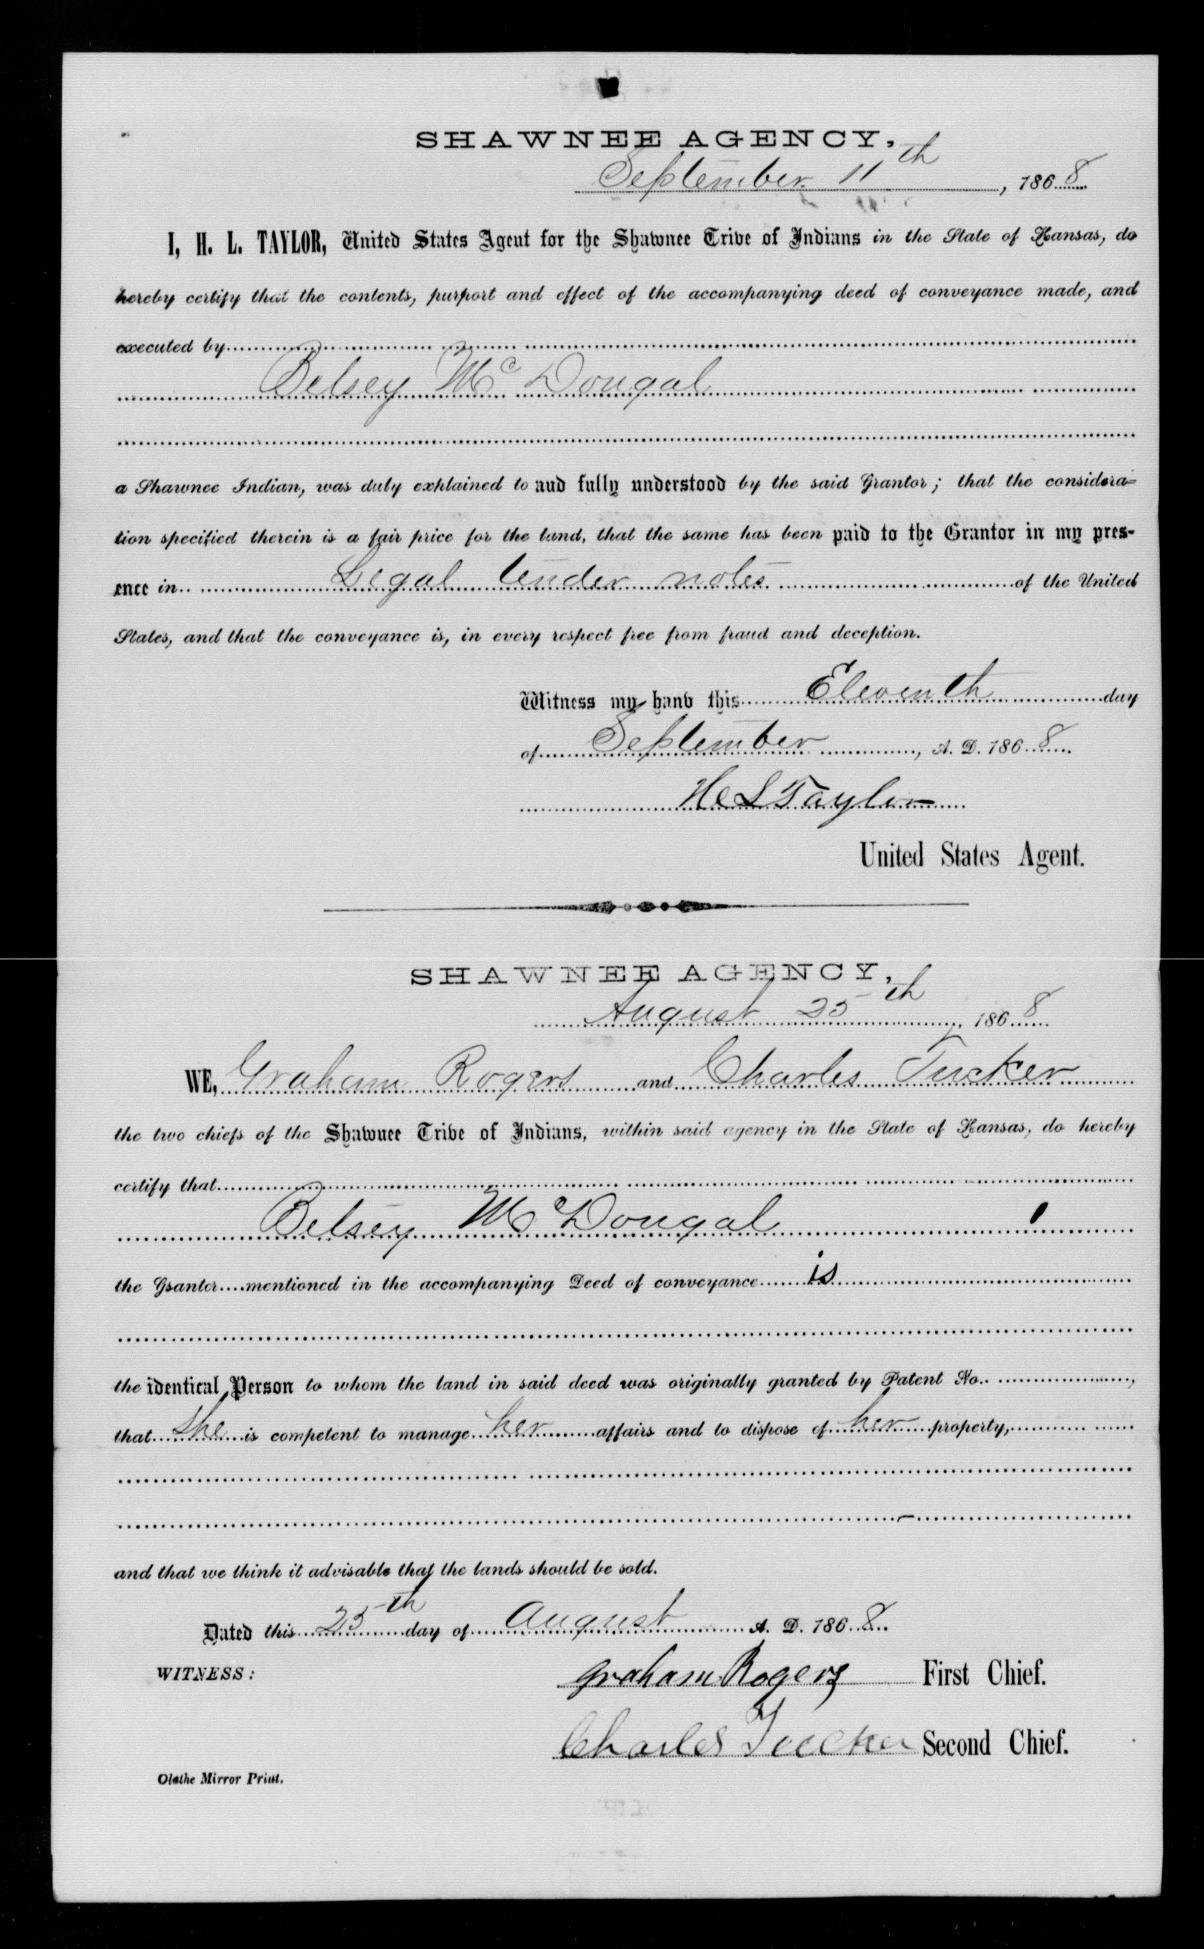 SHAWNEE AGENCY,
September 11th, 1868
I, H. L. TAYLOR, United States Agent for the Shawnee Tribe of Indians in the State of Kansas, do
hereby certify that the contents, purport and effect of the accompanying deed of conveyance made, and
executed by
Betsey McDougal
a Shawnee Indian, was duly explained to and fully understood by the said Grantor; that the considera-
tion specified therein is a fair price for the land, that the same has been paid to the Grantor in my pres-
ence in Legal tender notes of the United
States, and that the conveyance is, in every respect free from fraud and deception.
Witness my hand this Eleventh day
of September, A. D. 1868
H L Taylor
United States Agent.
SHAWNEE AGENCY,
August 25th, 1868
WE, Graham Rogers and Charles Tucker
the two chiefs of the Shawnee Tribe of Indians, within said agency in the State of Kansas, do hereby
certify that
Betsey McDougal
the Grantor mentioned in the accompanying Deed of conveyance is
the identical Person to whom the land in said deed was originally granted by Patent No. ,
that she is competent to manage her affairs and to dispose of her property,
and that we think it advisable that the lands should be sold.
Dated this 25th day of August A. D. 1868.
WITNESS:
Graham Rogers First Chief.
Charles Tucker Second Chief.
Olathe Mirror Print.